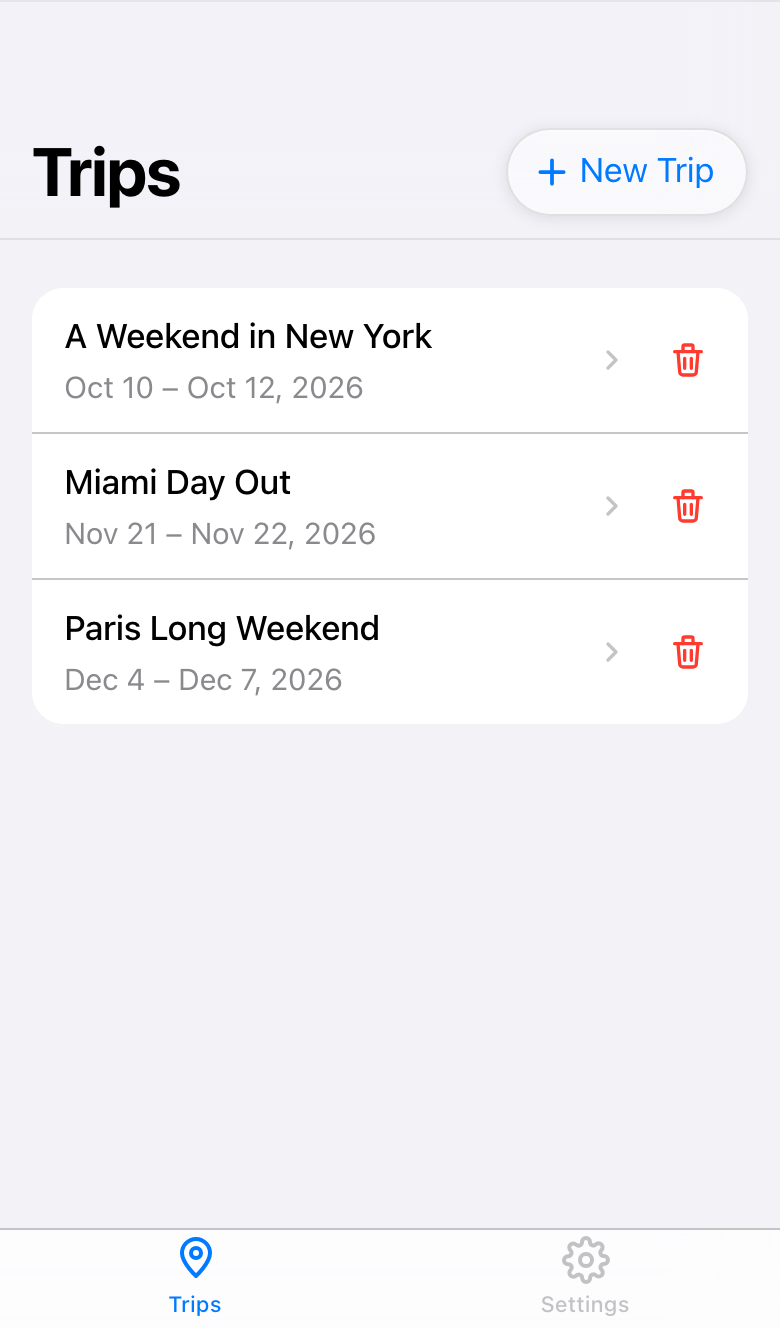 Trips
+ New Trip
A Weekend in New York
Oct 10 – Oct 12, 2026
Miami Day Out
Nov 21 – Nov 22, 2026
Paris Long Weekend
Dec 4 – Dec 7, 2026
Trips
Settings